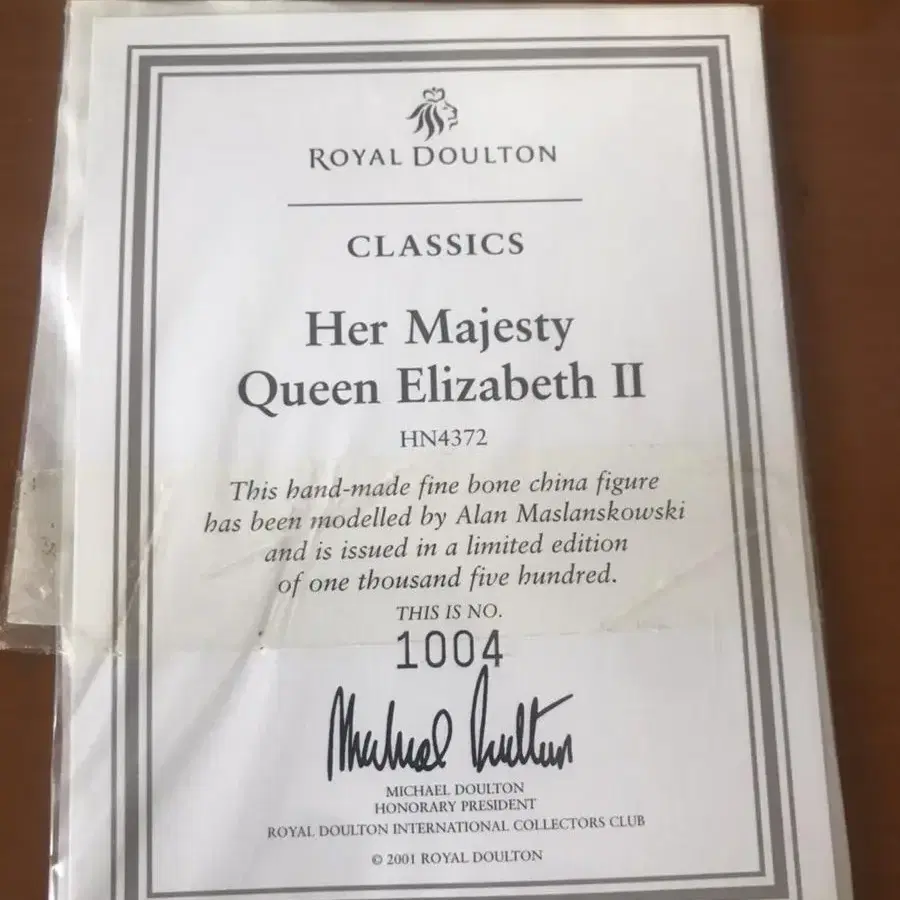 ROYAL DOULTON
CLASSICS
Her Majesty
Queen Elizabeth II
HN4372
This hand-made fine bone china figure
has been modelled by Alan Maslanskowski
and is issued in a limited edition
of one thousand five hundred.
THIS IS NO.
1004
Michael Doulton
MICHAEL DOULTON
HONORARY PRESIDENT
ROYAL DOULTON INTERNATIONAL COLLECTORS CLUB
© 2001 ROYAL DOULTON